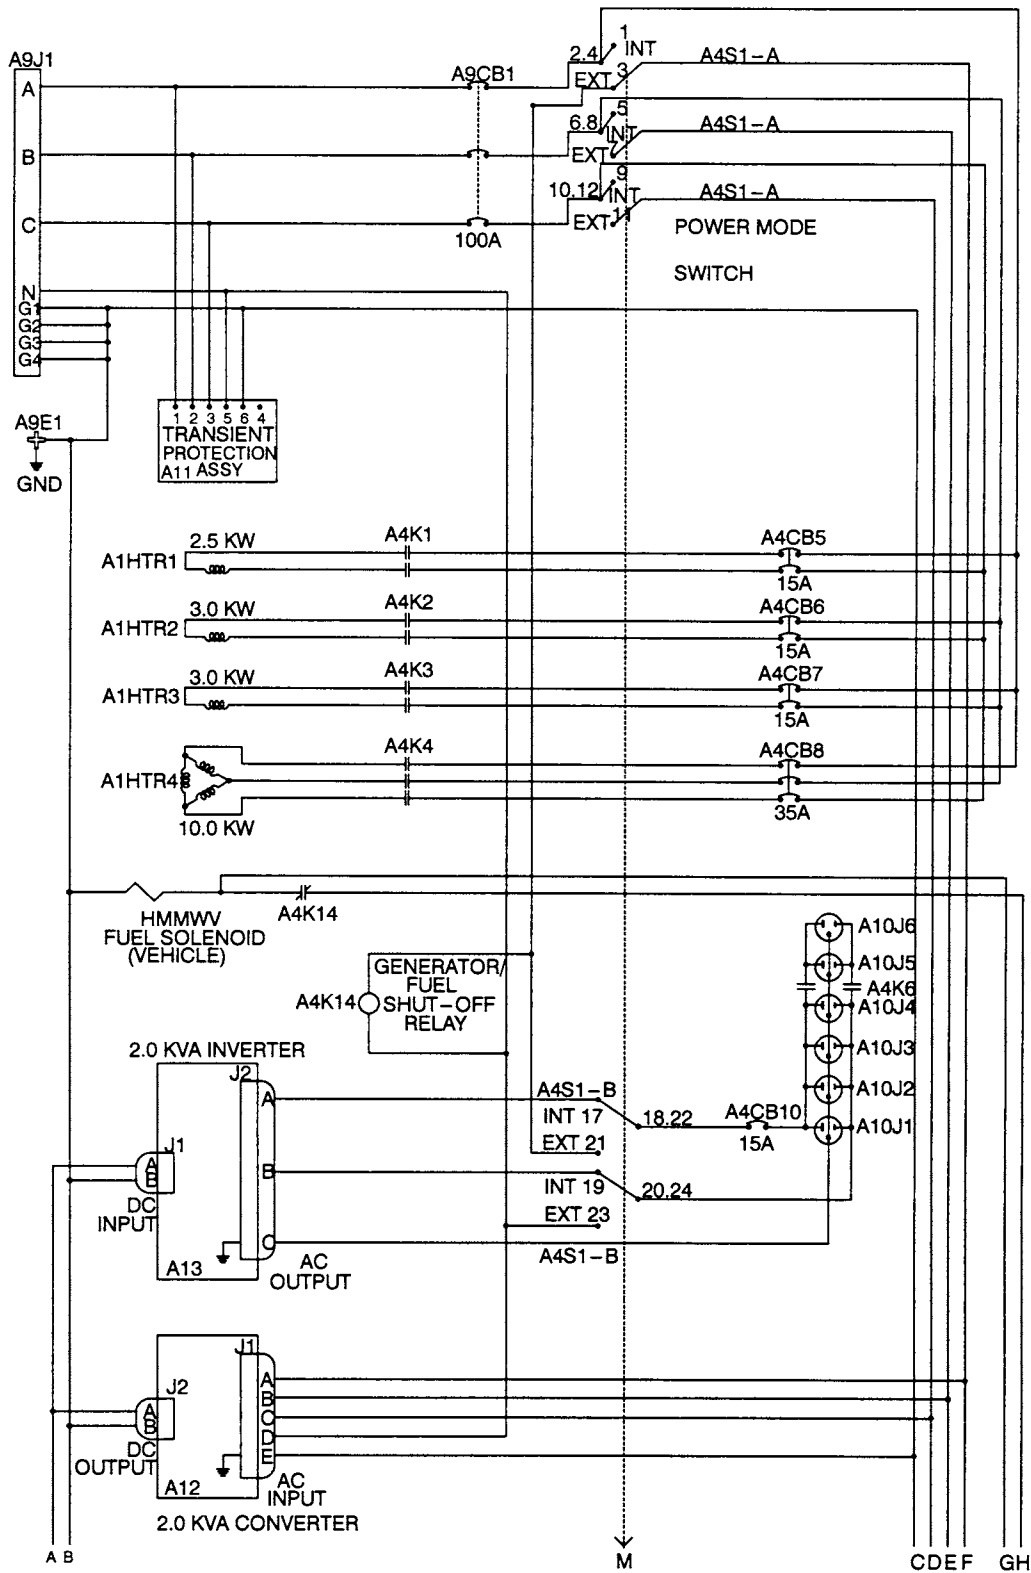 A9J1
A
B
C
N
G1
G2
G3
G4
A9E1
GND
A9CB1
100A
2.4
1
INT
EXT
3
A4S1-A
6.8
5
INT
EXT
7
A4S1-A
10.12
9
INT
EXT
11
A4S1-A
POWER MODE
SWITCH
1 2 3 5 6 4
TRANSIENT
PROTECTION
A11 ASSY
A1HTR1
2.5 KW
A4K1
A4CB5
15A
A1HTR2
3.0 KW
A4K2
A4CB6
15A
A1HTR3
3.0 KW
A4K3
A4CB7
15A
A1HTR4
10.0 KW
A4K4
A4CB8
35A
HMMWV
FUEL SOLENOID
(VEHICLE)
A4K14
A4K14
GENERATOR/
FUEL
SHUT-OFF
RELAY
A10J6
A10J5
A4K6
A10J4
A10J3
A10J2
A10J1
2.0 KVA INVERTER
J2
A
B
C
J1
A
B
DC
INPUT
A13
AC
OUTPUT
A4S1-B
INT 17
EXT 21
18.22
A4CB10
15A
INT 19
EXT 23
20.24
A4S1-B
J1
A
B
C
D
E
J2
A
B
DC
OUTPUT
A12
AC
INPUT
2.0 KVA CONVERTER
A B
M
C D E F
G H